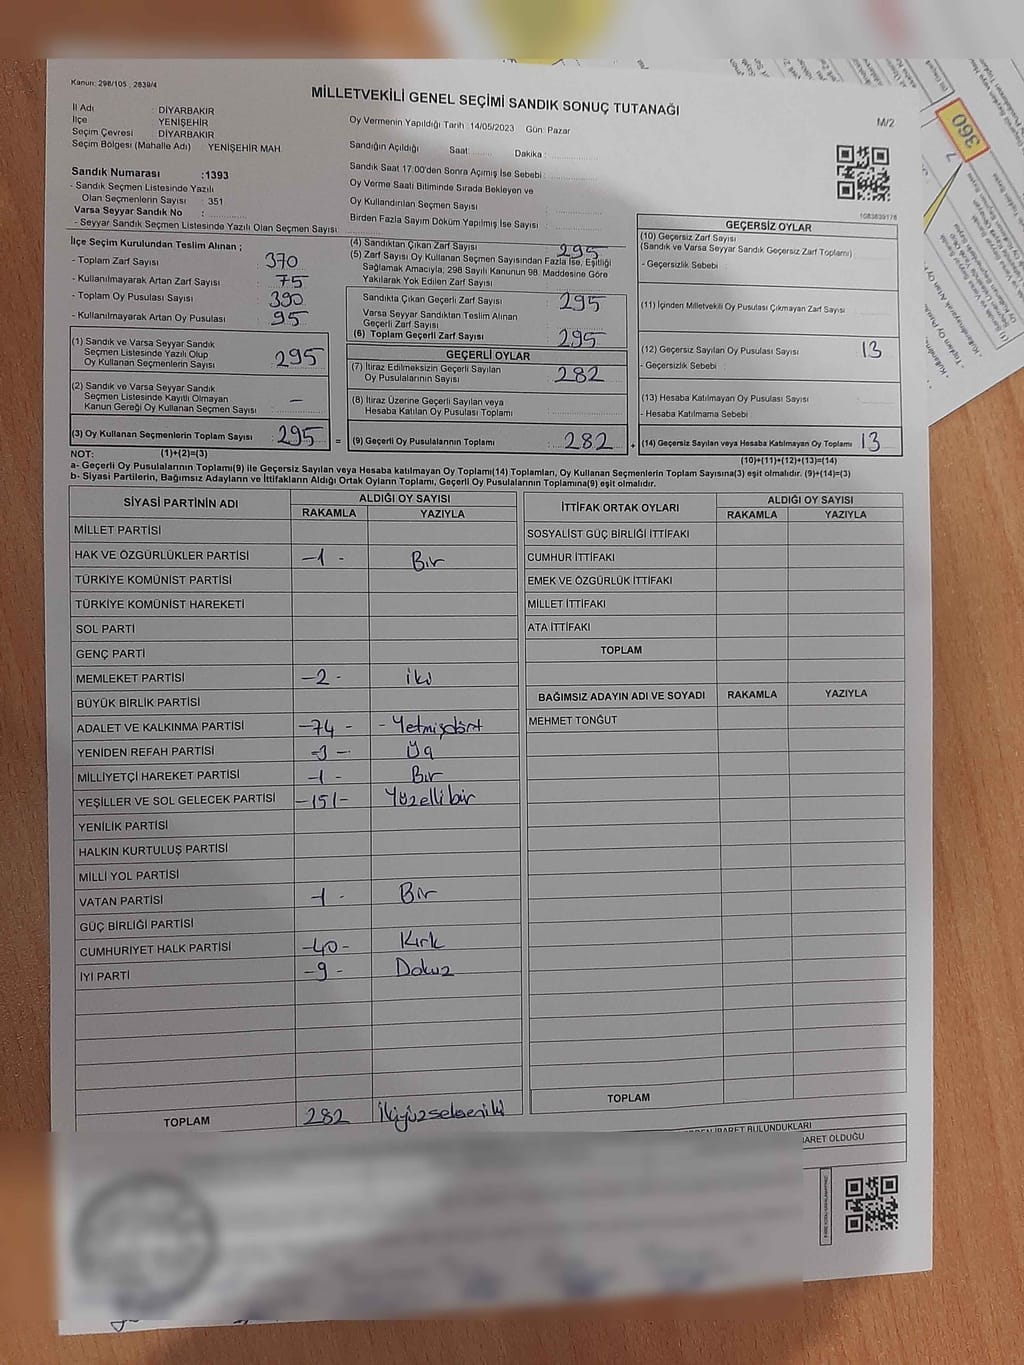 Kanun: 298/105 , 2839/4
MİLLETVEKİLİ GENEL SEÇİMİ SANDIK SONUÇ TUTANAĞI
M/2
İl Adı : DİYARBAKIR
İlçe : YENİŞEHİR
Seçim Çevresi : DİYARBAKIR
Seçim Bölgesi (Mahalle Adı) : YENİŞEHİR MAH
Sandık Numarası :1393
- Sandık Seçmen Listesinde Yazılı
Olan Seçmenlerin Sayısı : 351
Varsa Seyyar Sandık No :
- Seyyar Sandık Seçmen Listesinde Yazılı Olan Seçmen Sayısı:
Oy Vermenin Yapıldığı Tarih :14/05/2023 Gün: Pazar
Sandığın Açıldığı Saat: Dakika :
Sandık Saat 17:00'den Sonra Açılmış İse Sebebi :
Oy Verme Saati Bitiminde Sırada Bekleyen ve
Oy Kullandırılan Seçmen Sayısı :
Birden Fazla Sayım Döküm Yapılmış İse Sayısı :
1083839178
İlçe Seçim Kurulundan Teslim Alınan ;
- Toplam Zarf Sayısı : 370
- Kullanılmayarak Artan Zarf Sayısı : 75
- Toplam Oy Pusulası Sayısı : 390
- Kullanılmayarak Artan Oy Pusulası : 95
(1) Sandık ve Varsa Seyyar Sandık
Seçmen Listesinde Yazılı Olup
Oy Kullanan Seçmenlerin Sayısı : 295
(2) Sandık ve Varsa Seyyar Sandık
Seçmen Listesinde Kayıtlı Olmayan
Kanun Gereği Oy Kullanan Seçmen Sayısı : –
(3) Oy Kullanan Seçmenlerin Toplam Sayısı : 295
(4) Sandıktan Çıkan Zarf Sayısı : 295
(5) Zarf Sayısı Oy Kullanan Seçmen Sayısından Fazla İse, Eşitliği
Sağlamak Amacıyla; 298 Sayılı Kanunun 98. Maddesine Göre
Yakılarak Yok Edilen Zarf Sayısı :
Sandıkta Çıkan Geçerli Zarf Sayısı : 295
Varsa Seyyar Sandıktan Teslim Alınan
Geçerli Zarf Sayısı :
(6) Toplam Geçerli Zarf Sayısı : 295
GEÇERLİ OYLAR
(7) İtiraz Edilmeksizin Geçerli Sayılan
Oy Pusulalarının Sayısı : 282
(8) İtiraz Üzerine Geçerli Sayılan veya
Hesaba Katılan Oy Pusulası Toplamı :
= (9) Geçerli Oy Pusulalarının Toplamı : 282 +
GEÇERSİZ OYLAR
(10) Geçersiz Zarf Sayısı
(Sandık ve Varsa Seyyar Sandık Geçersiz Zarf Toplamı)
- Geçersizlik Sebebi :
(11) İçinden Milletvekili Oy Pusulası Çıkmayan Zarf Sayısı :
(12) Geçersiz Sayılan Oy Pusulası Sayısı : 13
- Geçersizlik Sebebi :
(13) Hesaba Katılmayan Oy Pusulası Sayısı :
- Hesaba Katılmama Sebebi :
(14) Geçersiz Sayılan veya Hesaba Katılmayan Oy Toplamı : 13
NOT: (1)+(2)=(3)
(10)+(11)+(12)+(13)=(14)
a- Geçerli Oy Pusulalarının Toplamı(9) ile Geçersiz Sayılan veya Hesaba katılmayan Oy Toplamı(14) Toplamları, Oy Kullanan Seçmenlerin Toplam Sayısına(3) eşit olmalıdır. (9)+(14)=(3)
b- Siyasi Partilerin, Bağımsız Adayların ve İttifakların Aldığı Ortak Oyların Toplamı, Geçerli Oy Pusulalarının Toplamına(9) eşit olmalıdır.
SİYASİ PARTİNİN ADI ALDIĞI OY SAYISI
RAKAMLA YAZIYLA
MİLLET PARTİSİ
HAK VE ÖZGÜRLÜKLER PARTİSİ -1- Bir
TÜRKİYE KOMÜNİST PARTİSİ
TÜRKİYE KOMÜNİST HAREKETİ
SOL PARTİ
GENÇ PARTİ
MEMLEKET PARTİSİ -2- iki
BÜYÜK BİRLİK PARTİSİ
ADALET VE KALKINMA PARTİSİ -74- - Yetmişdört
YENİDEN REFAH PARTİSİ -3- Üç
MİLLİYETÇİ HAREKET PARTİSİ -1- Bir
YEŞİLLER VE SOL GELECEK PARTİSİ -151- Yüzellibir
YENİLİK PARTİSİ
HALKIN KURTULUŞ PARTİSİ
MİLLİ YOL PARTİSİ
VATAN PARTİSİ -1- Bir
GÜÇ BİRLİĞİ PARTİSİ
CUMHURİYET HALK PARTİSİ -40- Kırk
İYİ PARTİ -9- Dokuz
TOPLAM 282 İkiyüzsekseniki
İTTİFAK ORTAK OYLARI ALDIĞI OY SAYISI
RAKAMLA YAZIYLA
SOSYALİST GÜÇ BİRLİĞİ İTTİFAKI
CUMHUR İTTİFAKI
EMEK VE ÖZGÜRLÜK İTTİFAKI
MİLLET İTTİFAKI
ATA İTTİFAKI
TOPLAM
BAĞIMSIZ ADAYIN ADI VE SOYADI RAKAMLA YAZIYLA
MEHMET TONĞUT
TOPLAM
İBARET BULUNDUKLARI
İBARET OLDUĞU
360